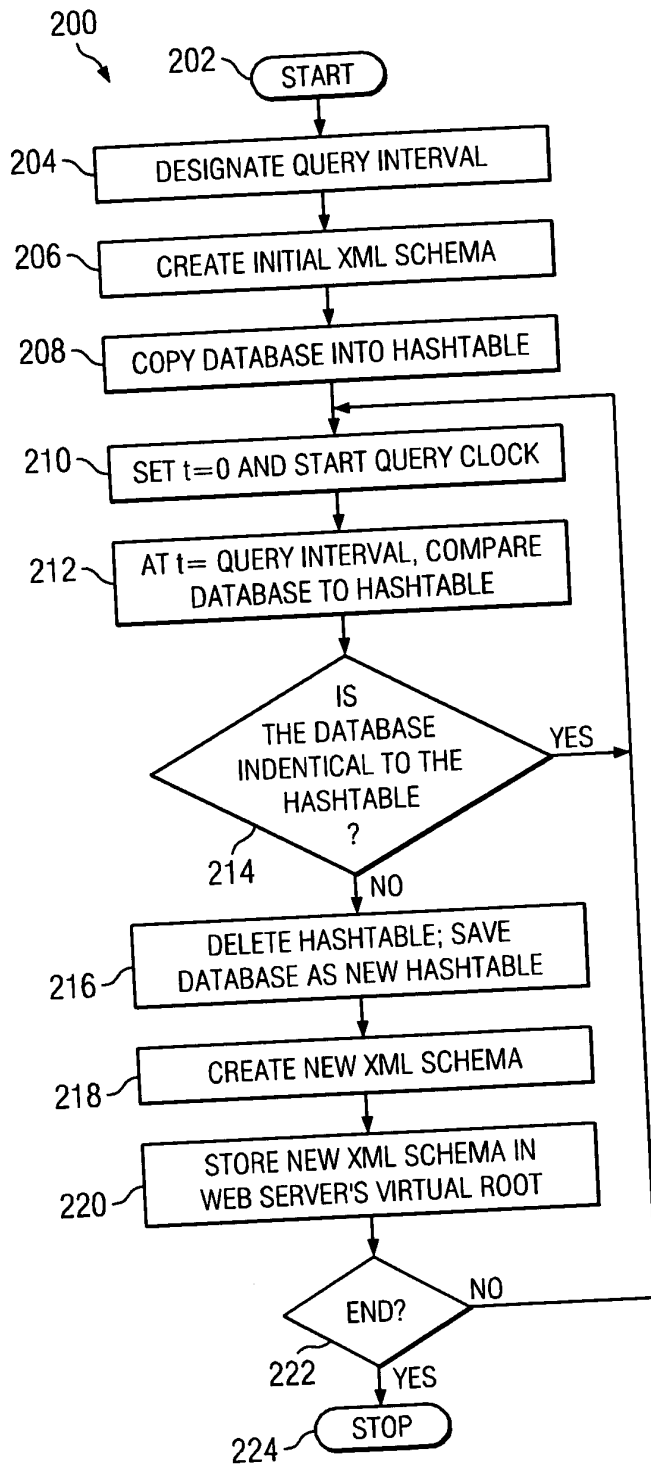 200
202
START
204
DESIGNATE QUERY INTERVAL
206
CREATE INITIAL XML SCHEMA
208
COPY DATABASE INTO HASHTABLE
210
SET t=0 AND START QUERY CLOCK
212
AT t= QUERY INTERVAL, COMPARE
DATABASE TO HASHTABLE
IS
THE DATABASE
INDENTICAL TO THE
HASHTABLE
?
YES
214
NO
216
DELETE HASHTABLE; SAVE
DATABASE AS NEW HASHTABLE
218
CREATE NEW XML SCHEMA
220
STORE NEW XML SCHEMA IN
WEB SERVER'S VIRTUAL ROOT
END?
NO
222
YES
224
STOP